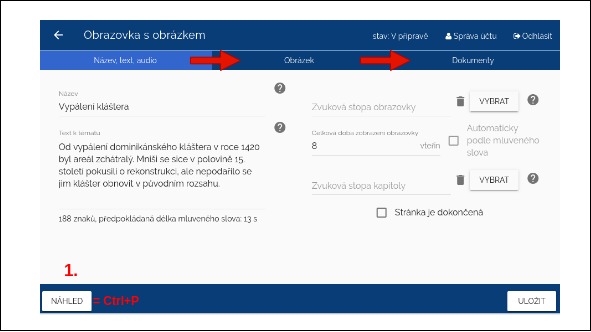 Obrazovka s obrázkem
stav: V přípravě
Správa účtu
Odhlásit
Název, text, audio
Obrázek
Dokumenty
Název
Vypálení kláštera
Text k tématu
Od vypálení dominikánského kláštera v roce 1420
byl areál zchátralý. Mniši se sice v polovině 15.
století pokusili o rekonstrukci, ale nepodařilo se
jim klášter obnovit v původním rozsahu.
188 znaků, předpokládaná délka mluveného slova: 13 s
Zvuková stopa obrazovky
VYBRAT
Celková doba zobrazení obrazovky
8
vteřin
Automaticky
podle mluveného
slova
Zvuková stopa kapitoly
VYBRAT
Stránka je dokončená
1.
NÁHLED
= Ctrl+P
ULOŽIT